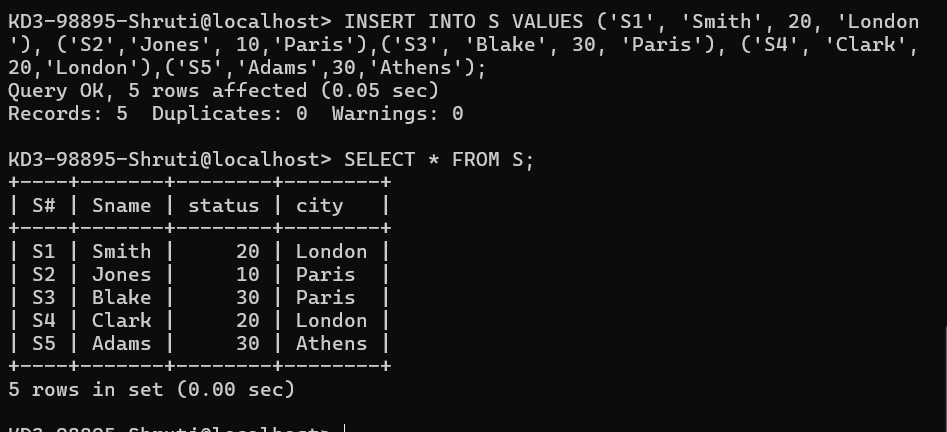 KD3-98895-Shruti@localhost> INSERT INTO S VALUES ('S1', 'Smith', 20, 'London
'), ('S2','Jones', 10,'Paris'),('S3', 'Blake', 30, 'Paris'), ('S4', 'Clark',
20,'London'),('S5','Adams',30,'Athens');
Query OK, 5 rows affected (0.05 sec)
Records: 5  Duplicates: 0  Warnings: 0

KD3-98895-Shruti@localhost> SELECT * FROM S;
+----+-------+--------+--------+
| S# | Sname | status | city   |
+----+-------+--------+--------+
| S1 | Smith |     20 | London |
| S2 | Jones |     10 | Paris  |
| S3 | Blake |     30 | Paris  |
| S4 | Clark |     20 | London |
| S5 | Adams |     30 | Athens |
+----+-------+--------+--------+
5 rows in set (0.00 sec)

KD3-98895-Shruti@localhost>